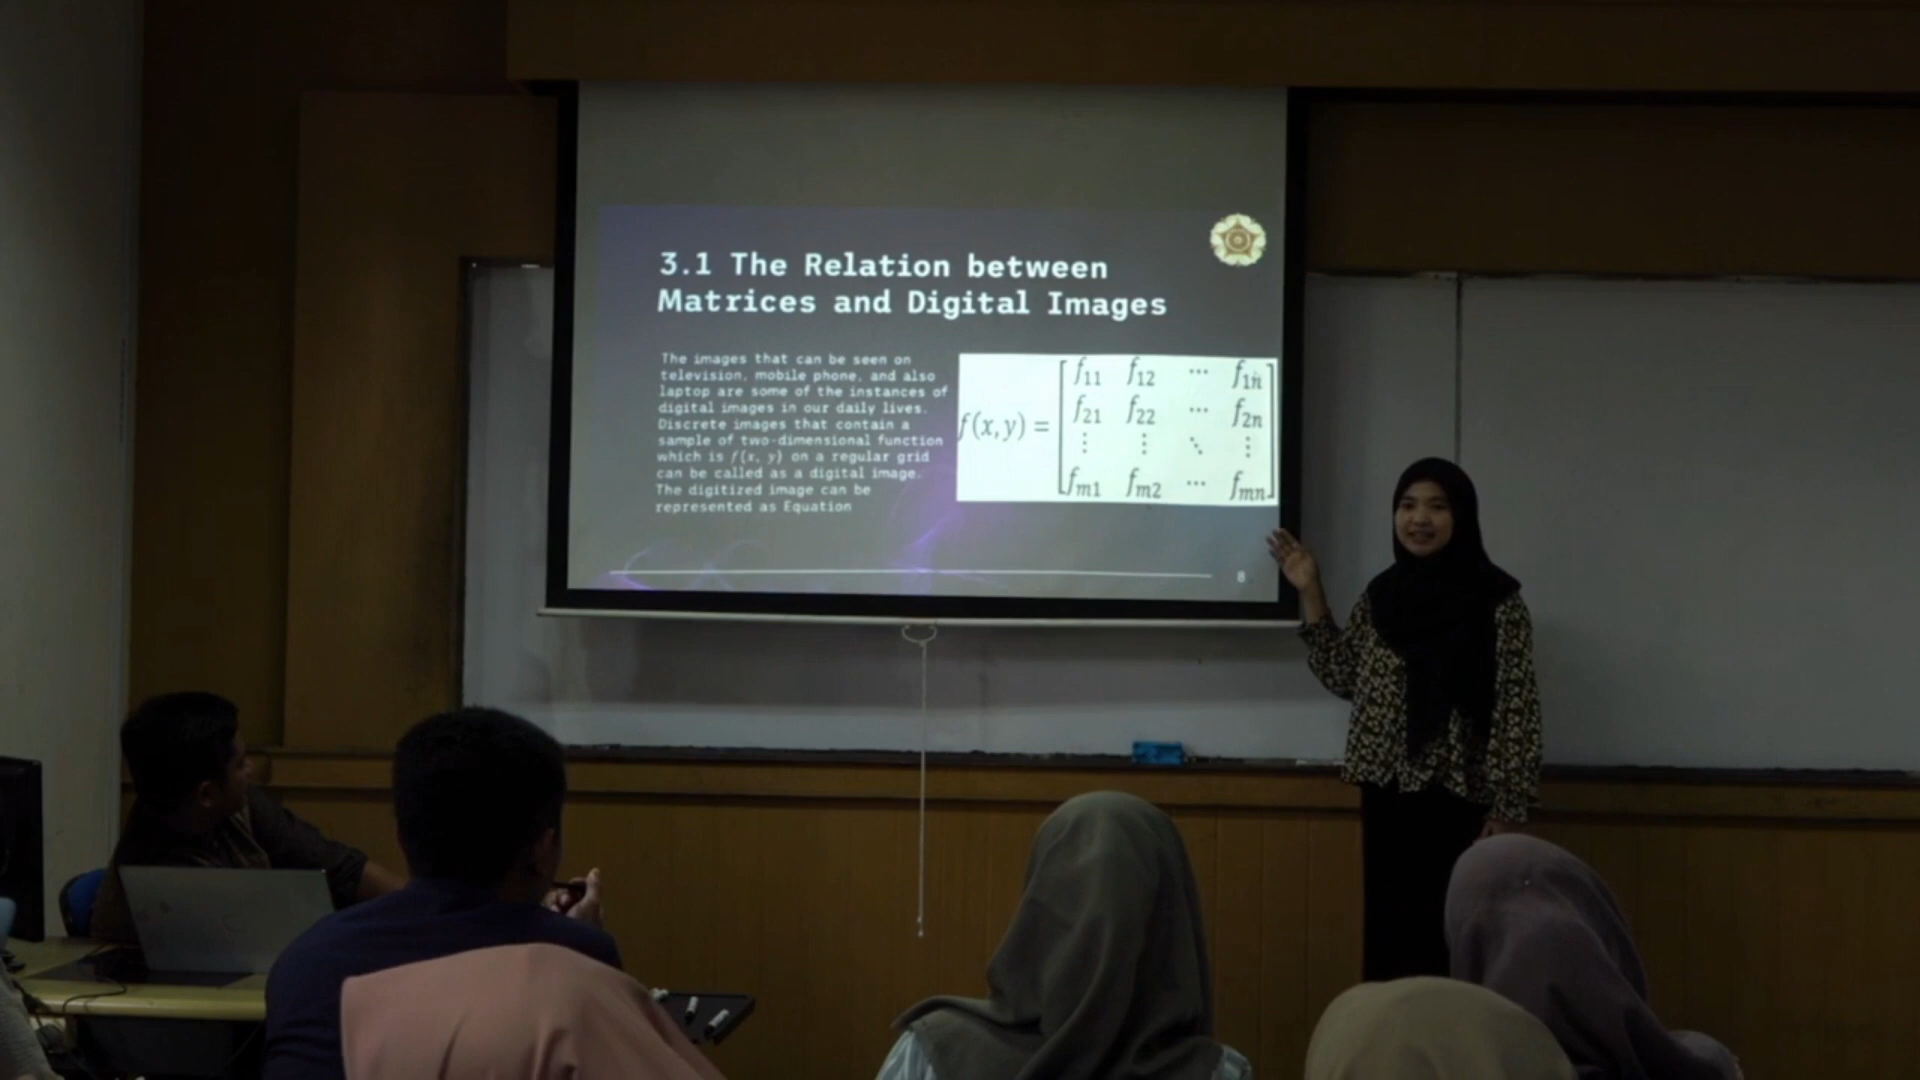 3.1 The Relation between
Matrices and Digital Images
The images that can be seen on
television, mobile phone, and also
laptop are some of the instances of
digital images in our daily lives.
Discrete images that contain a
sample of two-dimensional function
which is f(x, y) on a regular grid
can be called as a digital image.
The digitized image can be
represented as Equation
f(x,y) =
f11 f12 ⋯ f1n
f21 f22 ⋯ f2n
⋮ ⋮ ⋱ ⋮
fm1 fm2 ⋯ fmn
8